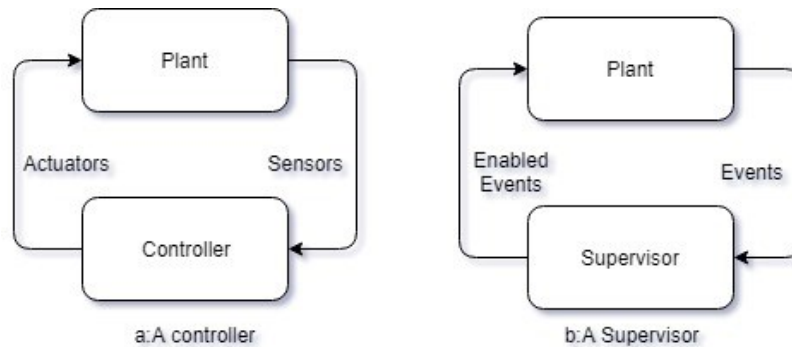 Plant
Actuators
Sensors
Controller
a:A controller
Plant
Enabled
Events
Events
Supervisor
b:A Supervisor